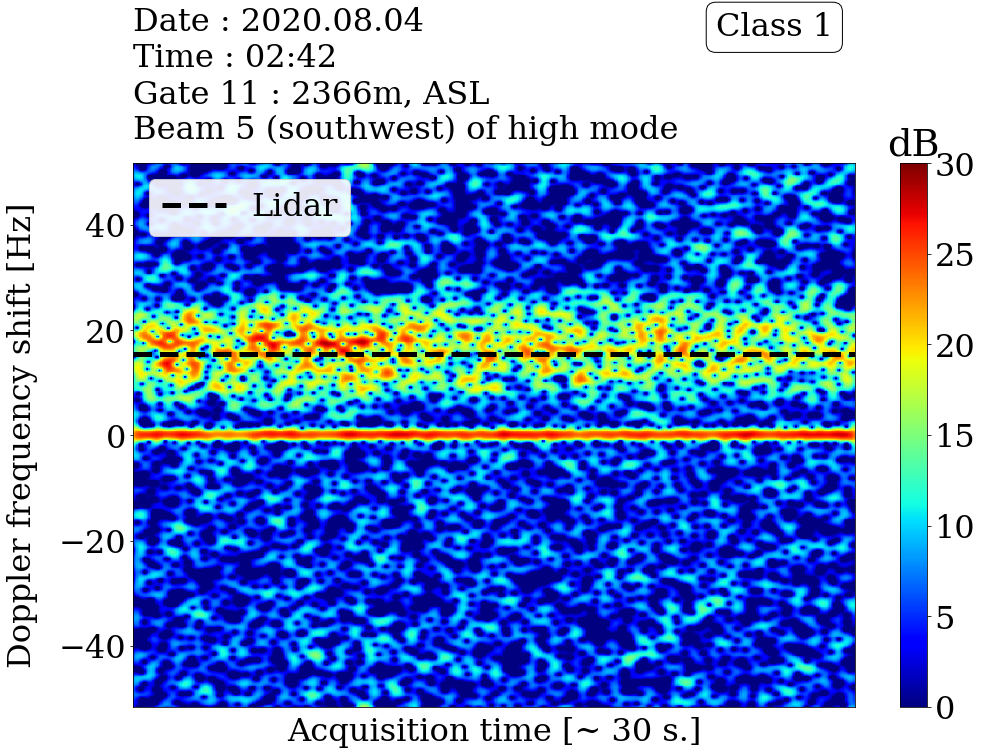 Date : 2020.08.04
Time : 02:42
Gate 11 : 2366m, ASL
Beam 5 (southwest) of high mode
Class 1
dB
Lidar
Doppler frequency shift [Hz]
40
20
0
−20
−40
Acquisition time [~ 30 s.]
30
25
20
15
10
5
0